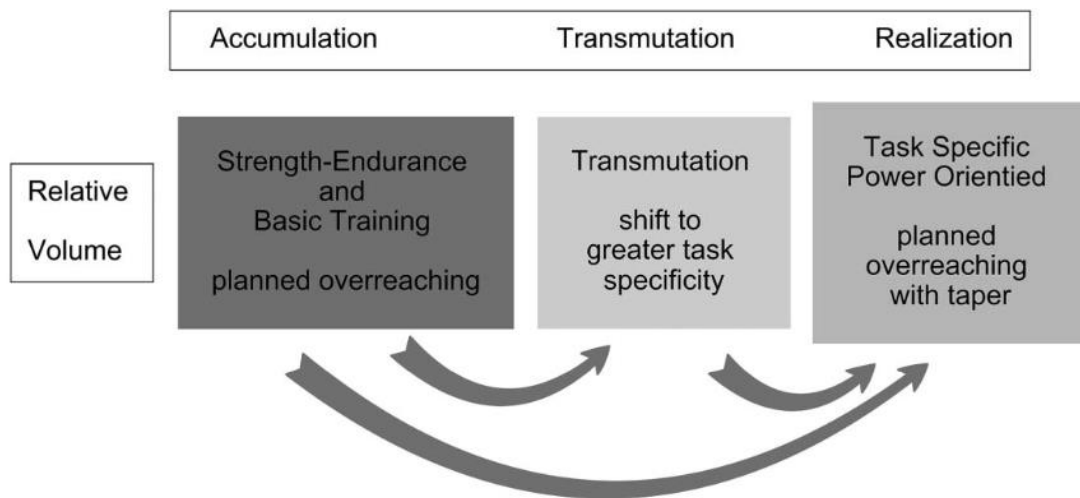 Accumulation Transmutation Realization
Relative
Volume
Strength-Endurance
and
Basic Training
planned overreaching
Transmutation
shift to
greater task
specificity
Task Specific
Power Orientied
planned
overreaching
with taper